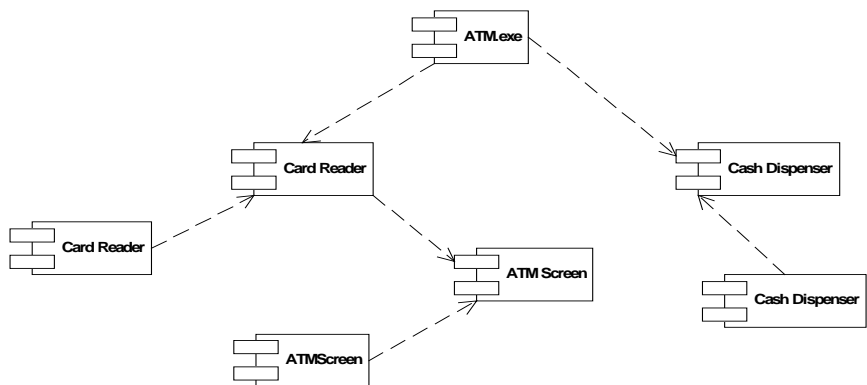 ATM.exe
Card Reader
Cash Dispenser
Card Reader
ATM Screen
Cash Dispenser
ATMScreen